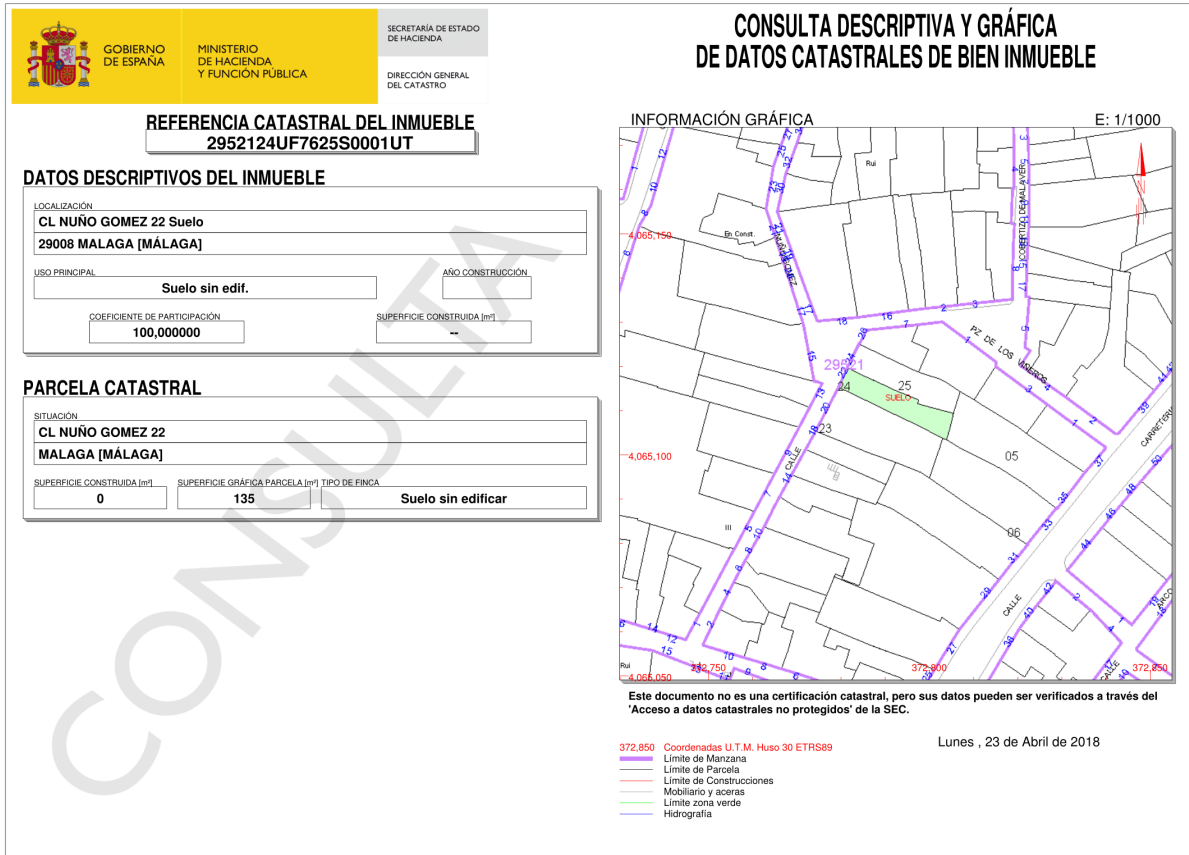 GOBIERNO
DE ESPAÑA
MINISTERIO
DE HACIENDA
Y FUNCIÓN PÚBLICA
SECRETARÍA DE ESTADO
DE HACIENDA
DIRECCIÓN GENERAL
DEL CATASTRO
CONSULTA DESCRIPTIVA Y GRÁFICA
DE DATOS CATASTRALES DE BIEN INMUEBLE
REFERENCIA CATASTRAL DEL INMUEBLE
2952124UF7625S0001UT
DATOS DESCRIPTIVOS DEL INMUEBLE
LOCALIZACIÓN
CL NUÑO GOMEZ 22 Suelo
29008 MALAGA [MÁLAGA]
USO PRINCIPAL
Suelo sin edif.
AÑO CONSTRUCCIÓN
COEFICIENTE DE PARTICIPACIÓN
100,000000
SUPERFICIE CONSTRUIDA [m²]
--
PARCELA CATASTRAL
SITUACIÓN
CL NUÑO GOMEZ 22
MALAGA [MÁLAGA]
SUPERFICIE CONSTRUIDA [m²]
0
SUPERFICIE GRÁFICA PARCELA [m²]
135
TIPO DE FINCA
Suelo sin edificar
CONSULTA
INFORMACIÓN GRÁFICA
E: 1/1000
Rui
En Const.
4,065,150
COBERTIZO DE MALAVER
PZ DE LOS VIÑEROS
29521
24
25
SUELO
23
05
06
4,065,100
CALLE
III
CALLE
CALLE
Rui
4,065,050
372,750
372,800
372,850
Este documento no es una certificación catastral, pero sus datos pueden ser verificados a través del
'Acceso a datos catastrales no protegidos' de la SEC.
Lunes , 23 de Abril de 2018
372,850 Coordenadas U.T.M. Huso 30 ETRS89
Límite de Manzana
Límite de Parcela
Límite de Construcciones
Mobiliario y aceras
Límite zona verde
Hidrografía